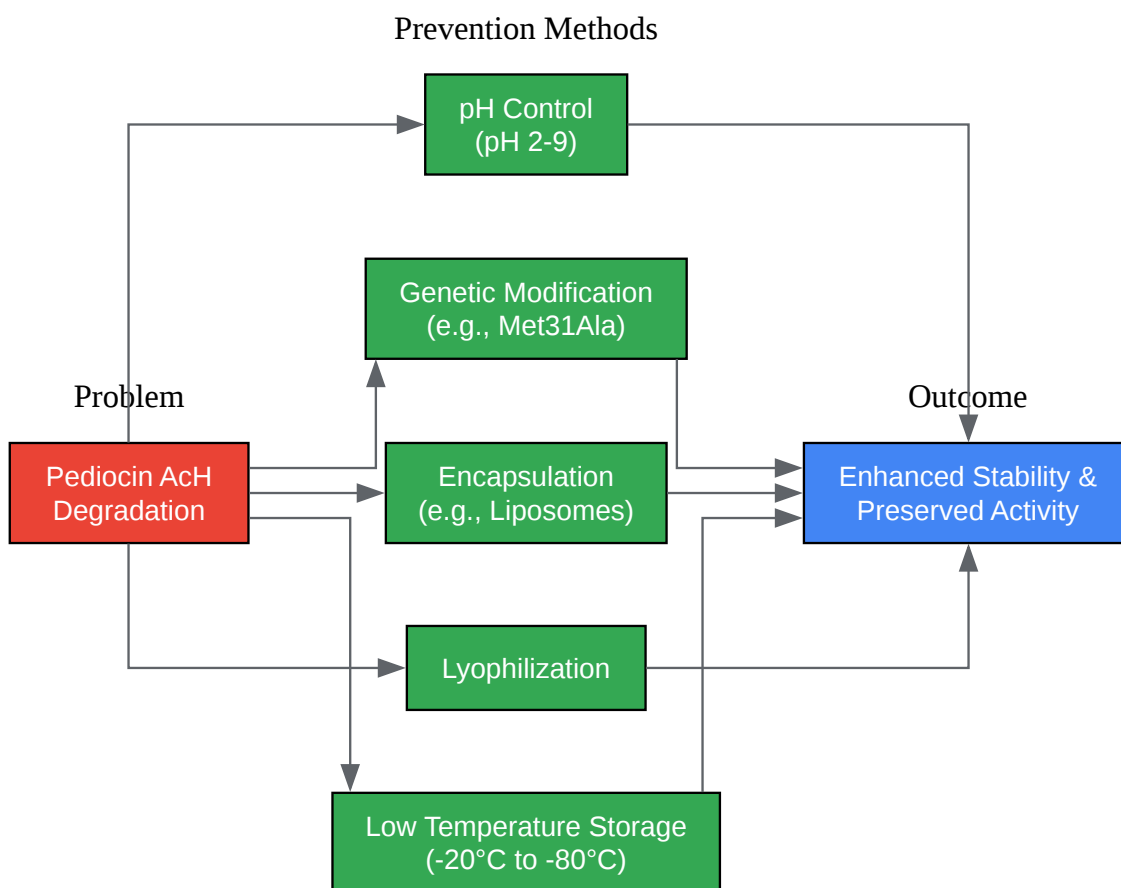 Prevention Methods
pH Control
(pH 2-9)
Genetic Modification
(e.g., Met31Ala)
Problem
Outcome
Pediocin AcH
Degradation
Encapsulation
(e.g., Liposomes)
Enhanced Stability &
Preserved Activity
Lyophilization
Low Temperature Storage
(-20°C to -80°C)